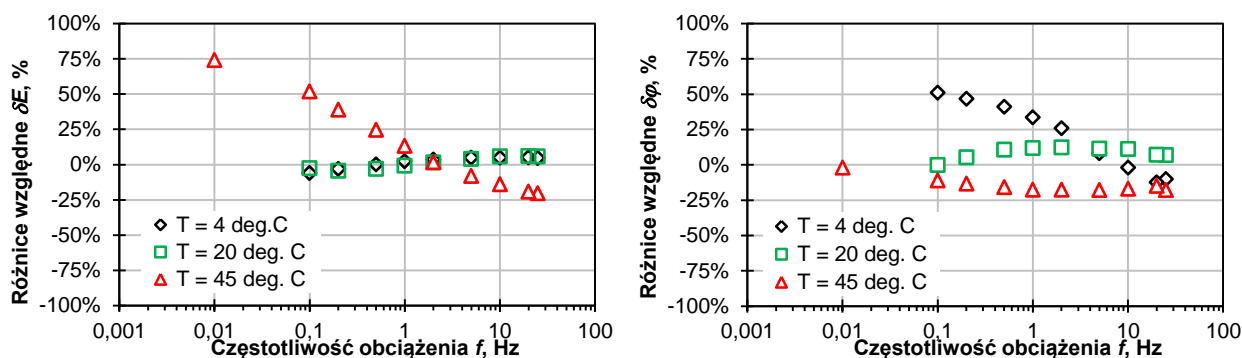 100%
75%
50%
25%
0%
-25%
-50%
-75%
-100%
Różnice względne δE, %
T = 4 deg.C
T = 20 deg. C
T = 45 deg. C
0,001 0,01 0,1 1 10 100
Częstotliwość obciążenia f, Hz
100%
75%
50%
25%
0%
-25%
-50%
-75%
-100%
Różnice względne δφ, %
T = 4 deg. C
T = 20 deg. C
T = 45 deg. C
0,001 0,01 0,1 1 10 100
Częstotliwość obciążenia f, Hz